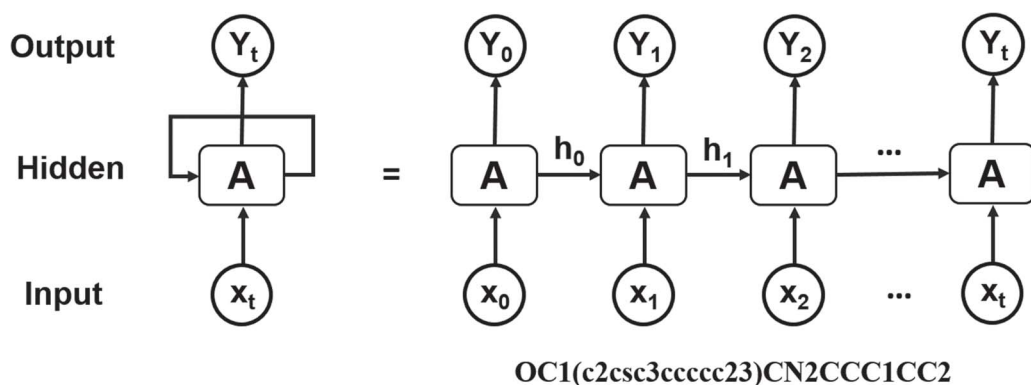 Output Y_t Y_0 Y_1 Y_2 Y_t
h_0 h_1 ...
Hidden A = A A A A
Input x_t x_0 x_1 x_2 ... x_t
OC1(c2csc3ccccc23)CN2CCC1CC2